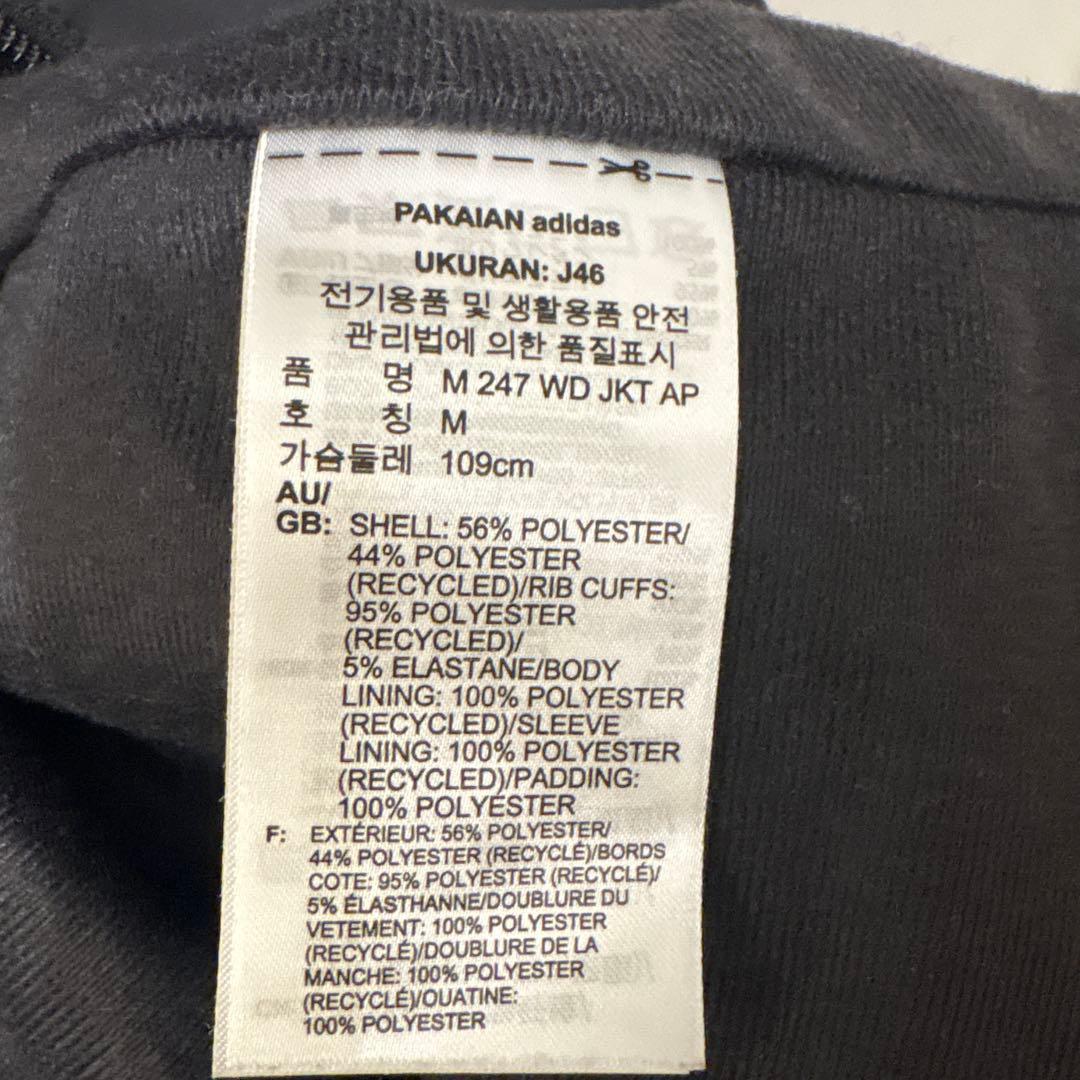 PAKAIAN adidas
UKURAN: J46
전기용품 및 생활용품 안전
관리법에 의한 품질표시
품 명 M 247 WD JKT AP
호 칭 M
가슴둘레 109cm
AU/
GB: SHELL: 56% POLYESTER/
44% POLYESTER
(RECYCLED)/RIB CUFFS:
95% POLYESTER
(RECYCLED)/
5% ELASTANE/BODY
LINING: 100% POLYESTER
(RECYCLED)/SLEEVE
LINING: 100% POLYESTER
(RECYCLED)/PADDING:
100% POLYESTER
F: EXTÉRIEUR: 56% POLYESTER/
44% POLYESTER (RECYCLÉ)/BORDS
COTE: 95% POLYESTER (RECYCLÉ)/
5% ÉLASTHANNE/DOUBLURE DU
VETEMENT: 100% POLYESTER
(RECYCLÉ)/DOUBLURE DE LA
MANCHE: 100% POLYESTER
(RECYCLÉ)/OUATINE:
100% POLYESTER